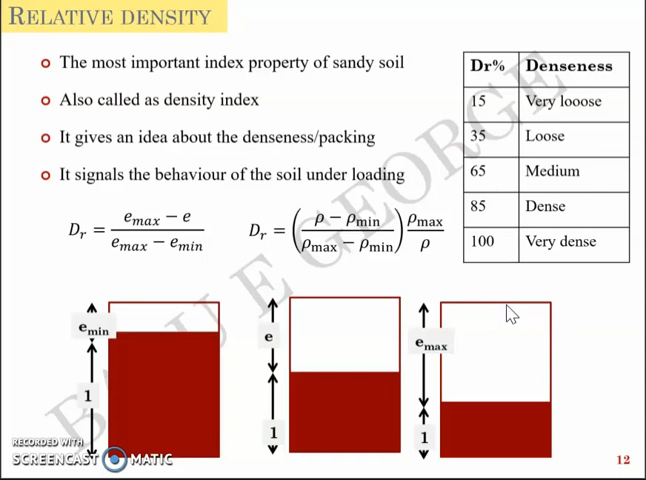 RELATIVE DENSITY
The most important index property of sandy soil
Also called as density index
It gives an idea about the denseness/packing
It signals the behaviour of the soil under loading
D_r = (e_max − e) / (e_max − e_min)
D_r = ((ρ − ρ_min) / (ρ_max − ρ_min)) ρ_max / ρ
Dr% Denseness
15 Very looose
35 Loose
65 Medium
85 Dense
100 Very dense
e_min
1
e
1
e_max
1
GEORGE
RECORDED WITH
SCREENCAST MATIC
12